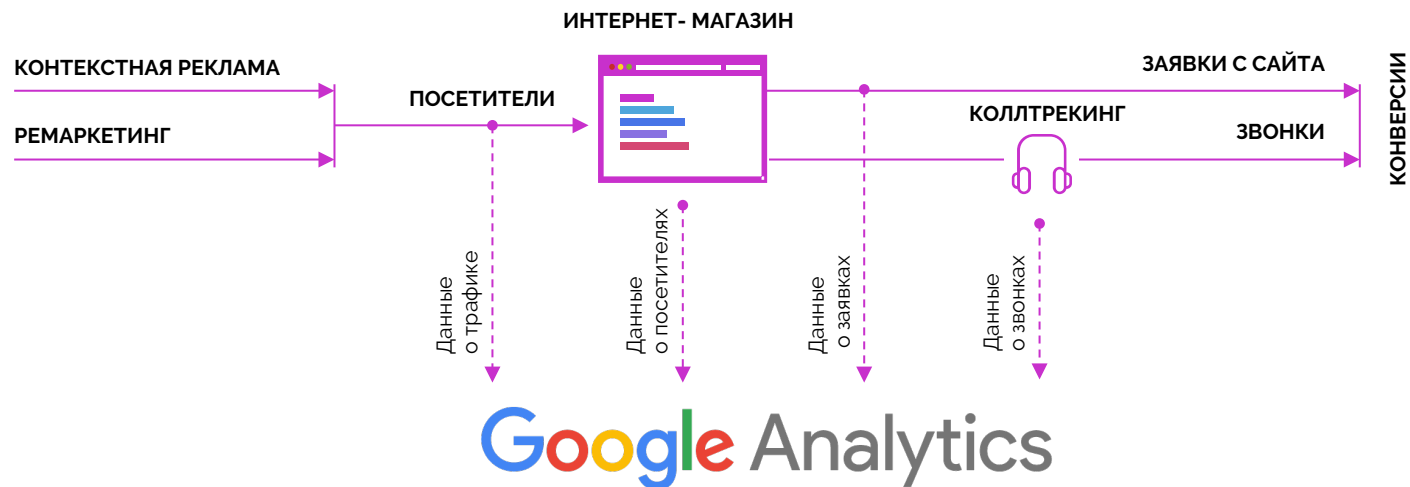 ИНТЕРНЕТ- МАГАЗИН
КОНТЕКСТНАЯ РЕКЛАМА
РЕМАРКЕТИНГ
ПОСЕТИТЕЛИ
ЗАЯВКИ С САЙТА
КОЛЛТРЕКИНГ
ЗВОНКИ
КОНВЕРСИИ
Данные
о трафике
Данные
о посетителях
Данные
о заявках
Данные
о звонках
Google Analytics